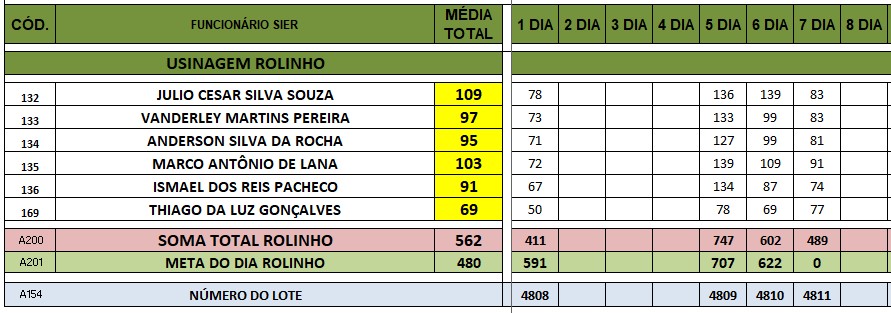 CÓD. FUNCIONÁRIO SIER MÉDIA TOTAL 1 DIA 2 DIA 3 DIA 4 DIA 5 DIA 6 DIA 7 DIA 8 DIA
USINAGEM ROLINHO
132 JULIO CESAR SILVA SOUZA 109 78 136 139 83
133 VANDERLEY MARTINS PEREIRA 97 73 133 99 83
134 ANDERSON SILVA DA ROCHA 95 71 127 99 81
135 MARCO ANTÔNIO DE LANA 103 72 139 109 91
136 ISMAEL DOS REIS PACHECO 91 67 134 87 74
169 THIAGO DA LUZ GONÇALVES 69 50 78 69 77
A200 SOMA TOTAL ROLINHO 562 411 747 602 489
A201 META DO DIA ROLINHO 480 591 707 622 0
A154 NÚMERO DO LOTE 4808 4809 4810 4811